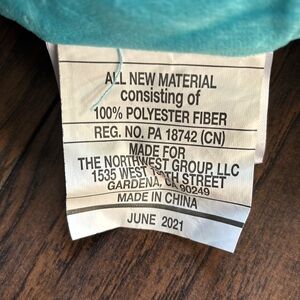 ALL NEW MATERIAL
consisting of
100% POLYESTER FIBER
REG. NO. PA 18742 (CN)
MADE FOR
THE NORTHWEST GROUP, LLC
1535 WEST STREET
GARDENA, CA 90249
MADE IN CHINA
JUNE 2021